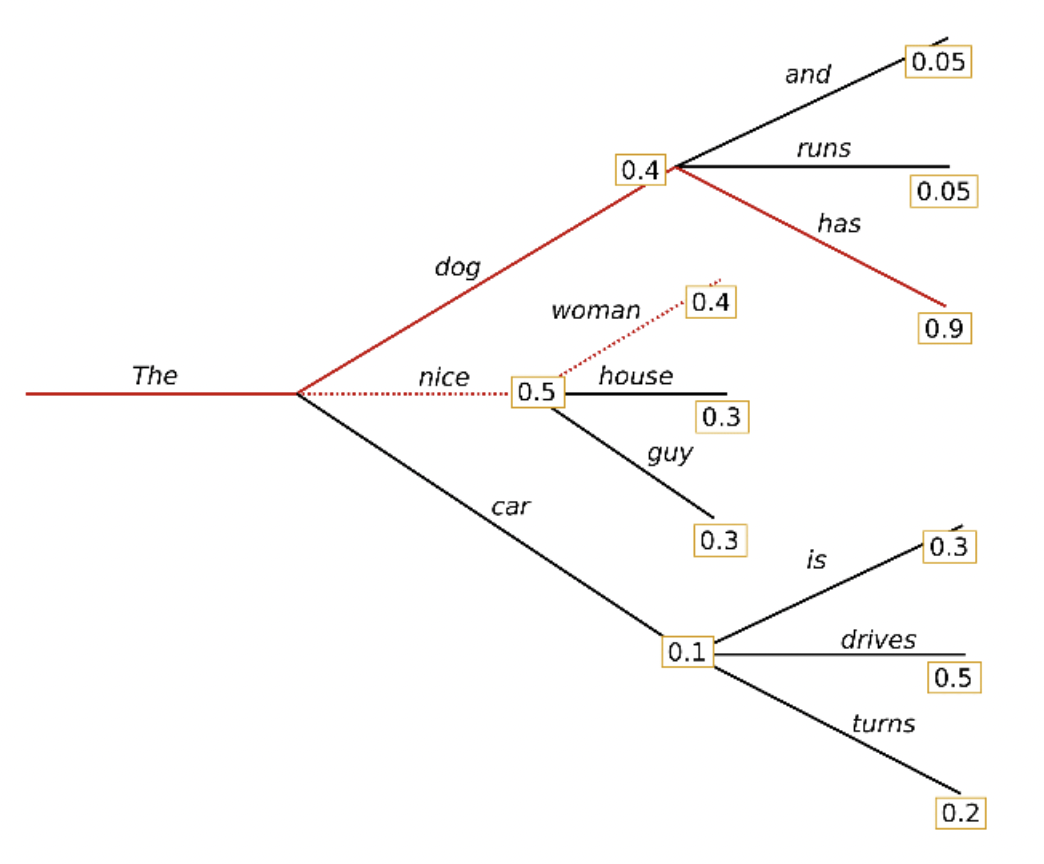 and
0.05
0.4
runs
0.05
has
0.9
dog
woman
0.4
The
nice
0.5
house
0.3
guy
0.3
car
is
0.3
0.1
drives
0.5
turns
0.2